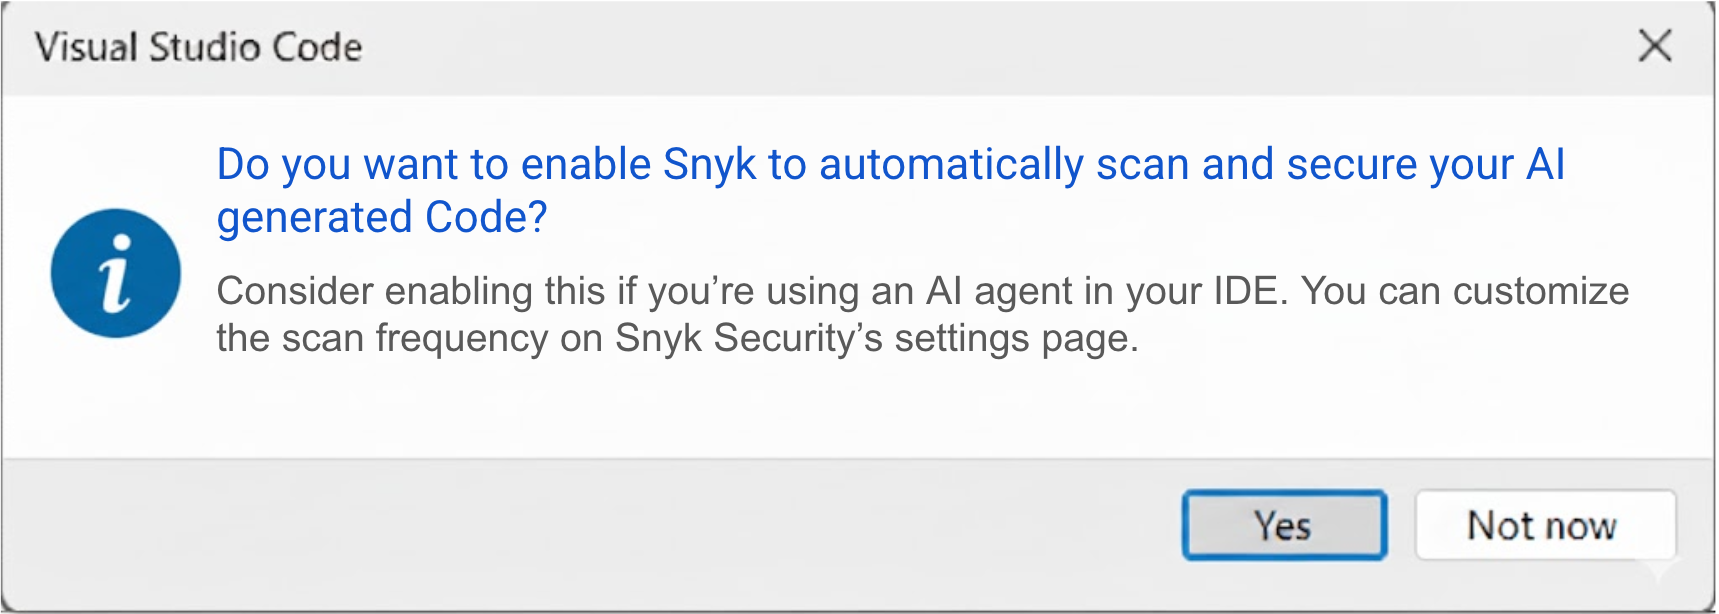 Visual Studio Code
Do you want to enable Snyk to automatically scan and secure your AI
generated Code?
Consider enabling this if you’re using an AI agent in your IDE. You can customize
the scan frequency on Snyk Security’s settings page.
Yes
Not now